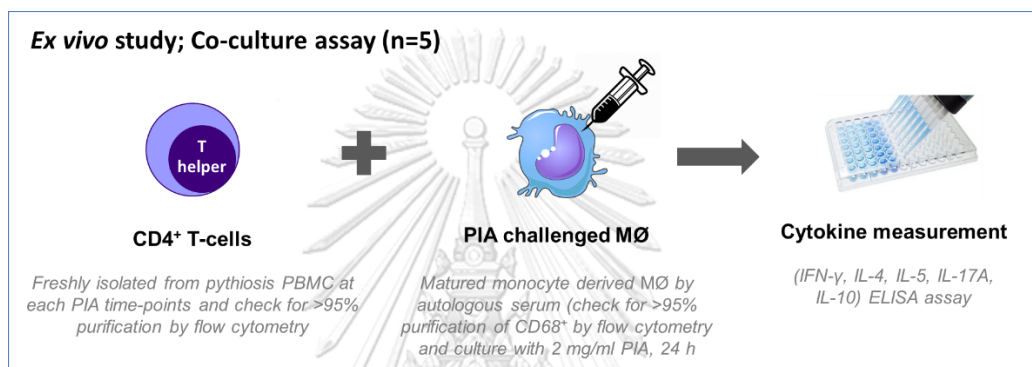 Ex vivo study; Co-culture assay (n=5)
T
helper
CD4⁺ T-cells
Freshly isolated from pythiosis PBMC at
each PIA time-points and check for >95%
purification by flow cytometry
PIA challenged MØ
Matured monocyte derived MØ by
autologous serum (check for >95%
purification of CD68⁺ by flow cytometry
and culture with 2 mg/ml PIA, 24 h
Cytokine measurement
(IFN-γ, IL-4, IL-5, IL-17A,
IL-10) ELISA assay